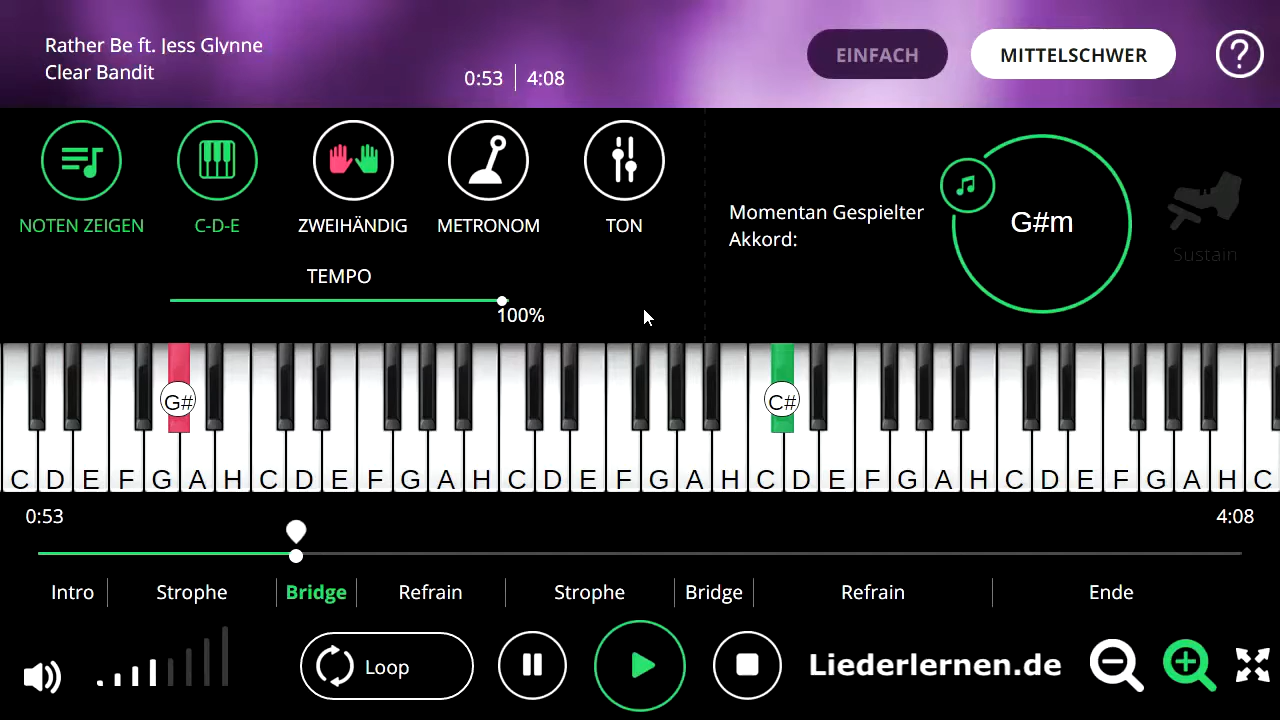 Rather Be ft. Jess Glynne
Clear Bandit
0:53 4:08
EINFACH
MITTELSCHWER
?
NOTEN ZEIGEN
C-D-E
ZWEIHÄNDIG
METRONOM
TON
TEMPO
100%
Momentan Gespielter
Akkord:
G#m
Sustain
G# C#
C D E F G A H C D E F G A H C D E F G A H C D E F G A H C D E F G A H C
0:53 4:08
Intro Strophe Bridge Refrain Strophe Bridge Refrain Ende
Loop
Liederlernen.de